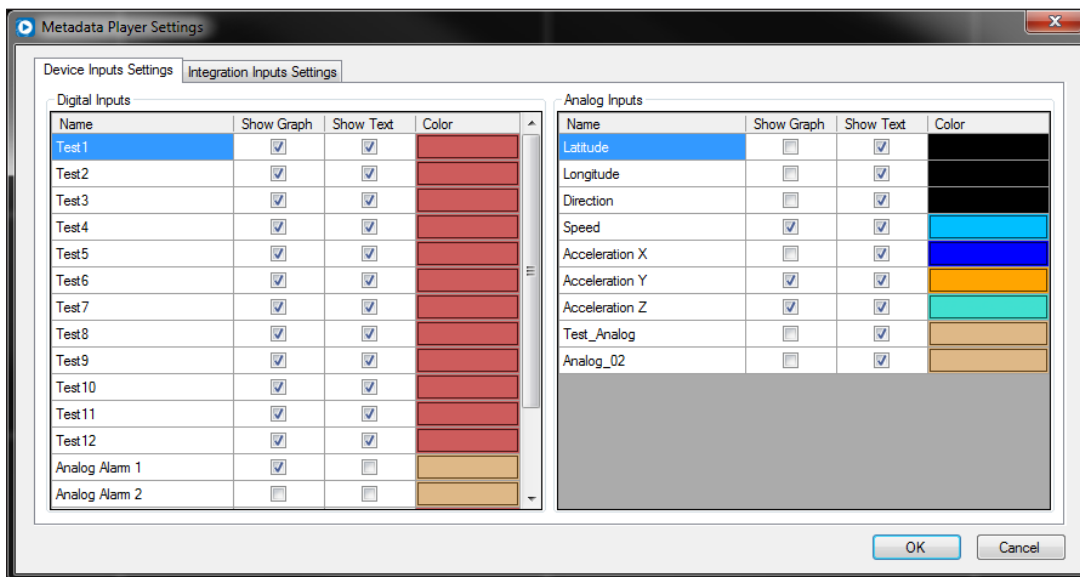 Metadata Player Settings
Device Inputs Settings Integration Inputs Settings
Digital Inputs
Name Show Graph Show Text Color
Test1
Test2
Test3
Test4
Test5
Test6
Test7
Test8
Test9
Test10
Test11
Test12
Analog Alarm 1
Analog Alarm 2
Analog Inputs
Name Show Graph Show Text Color
Latitude
Longitude
Direction
Speed
Acceleration X
Acceleration Y
Acceleration Z
Test_Analog
Analog_02
OK Cancel